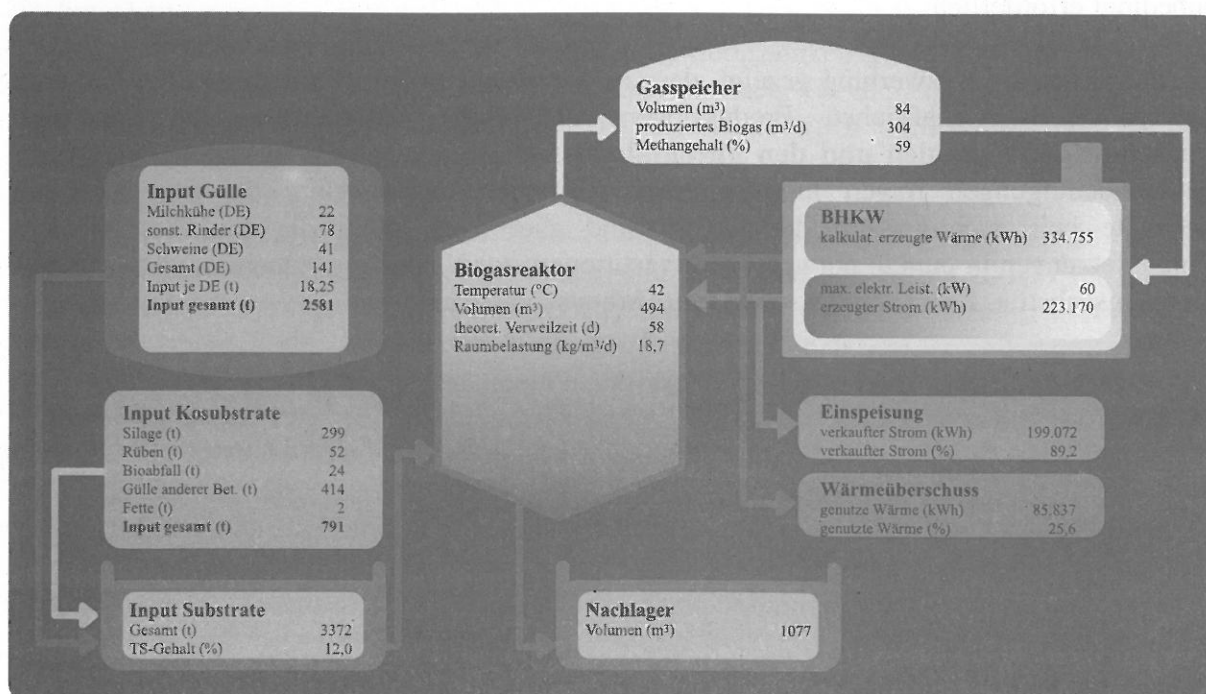 Gasspeicher
Volumen (m³) 84
produziertes Biogas (m³/d) 304
Methangehalt (%) 59
Input Gülle
Milchkühe (DE) 22
sonst. Rinder (DE) 78
Schweine (DE) 41
Gesamt (DE) 141
Input je DE (t) 18,25
Input gesamt (t) 2581
Biogasreaktor
Temperatur (°C) 42
Volumen (m³) 494
theoret. Verweilzeit (d) 58
Raumbelastung (kg/m³/d) 18,7
BHKW
kalkulat. erzeugte Wärme (kWh) 334.755
max. elektr. Leist. (kW) 60
erzeugter Strom (kWh) 223.170
Input Kosubstrate
Silage (t) 299
Rüben (t) 52
Bioabfall (t) 24
Gülle anderer Bet. (t) 414
Fette (t) 2
Input gesamt (t) 791
Einspeisung
verkaufter Strom (kWh) 199.072
verkaufter Strom (%) 89,2
Wärmeüberschuss
genutze Wärme (kWh) 85.837
genutzte Wärme (%) 25,6
Input Substrate
Gesamt (t) 3372
TS-Gehalt (%) 12,0
Nachlager
Volumen (m³) 1077